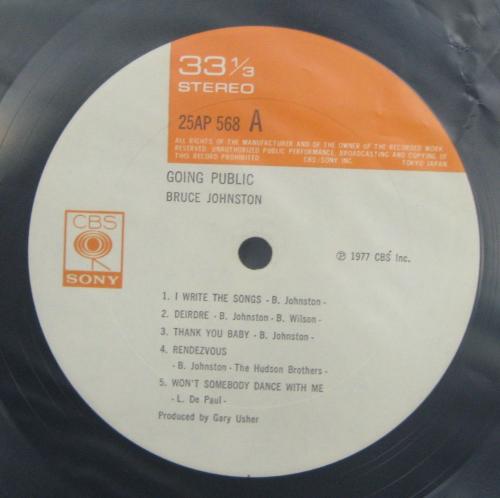 33 1/3
STEREO
25AP 568 A
ALL RIGHTS OF THE MANUFACTURER AND OF THE OWNER OF THE RECORDED WORK
RESERVED. UNAUTHORIZED PUBLIC PERFORMANCE, BROADCASTING AND COPYING OF
THIS RECORD PROHIBITED CBS/SONY INC. TOKYO JAPAN
GOING PUBLIC
BRUCE JOHNSTON
CBS
SONY
℗ 1977 CBS Inc.
1. I WRITE THE SONGS - B. Johnston -
2. DEIRDRE - B. Johnston - B. Wilson -
3. THANK YOU BABY - B. Johnston -
4. RENDEZVOUS
- B. Johnston - The Hudson Brothers -
5. WON'T SOMEBODY DANCE WITH ME
- L. De Paul -
Produced by Gary Usher